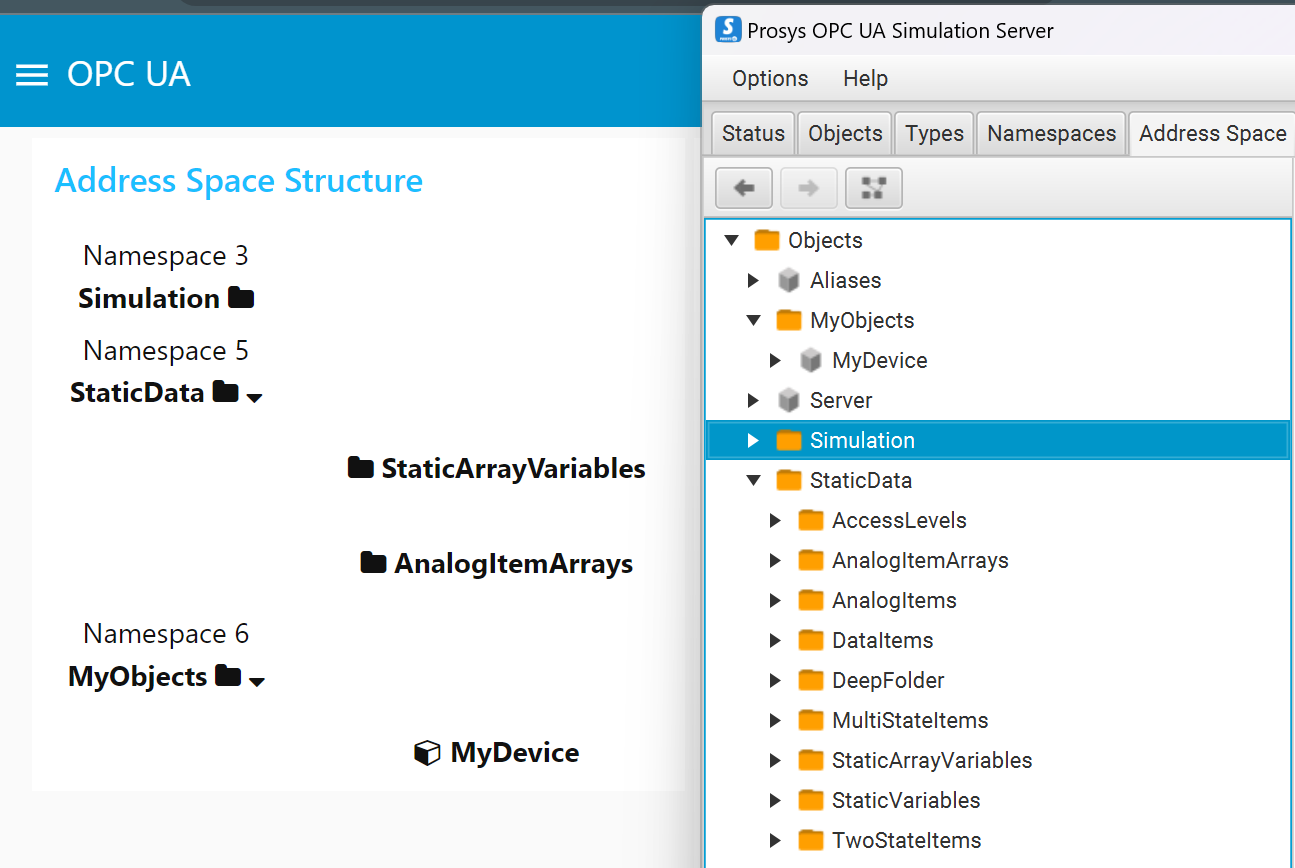 OPC UA
Address Space Structure
Namespace 3
Simulation
Namespace 5
StaticData
StaticArrayVariables
AnalogItemArrays
Namespace 6
MyObjects
MyDevice
Prosys OPC UA Simulation Server
Options Help
Status Objects Types Namespaces Address Space
Objects
Aliases
MyObjects
MyDevice
Server
Simulation
StaticData
AccessLevels
AnalogItemArrays
AnalogItems
DataItems
DeepFolder
MultiStateItems
StaticArrayVariables
StaticVariables
TwoStateItems